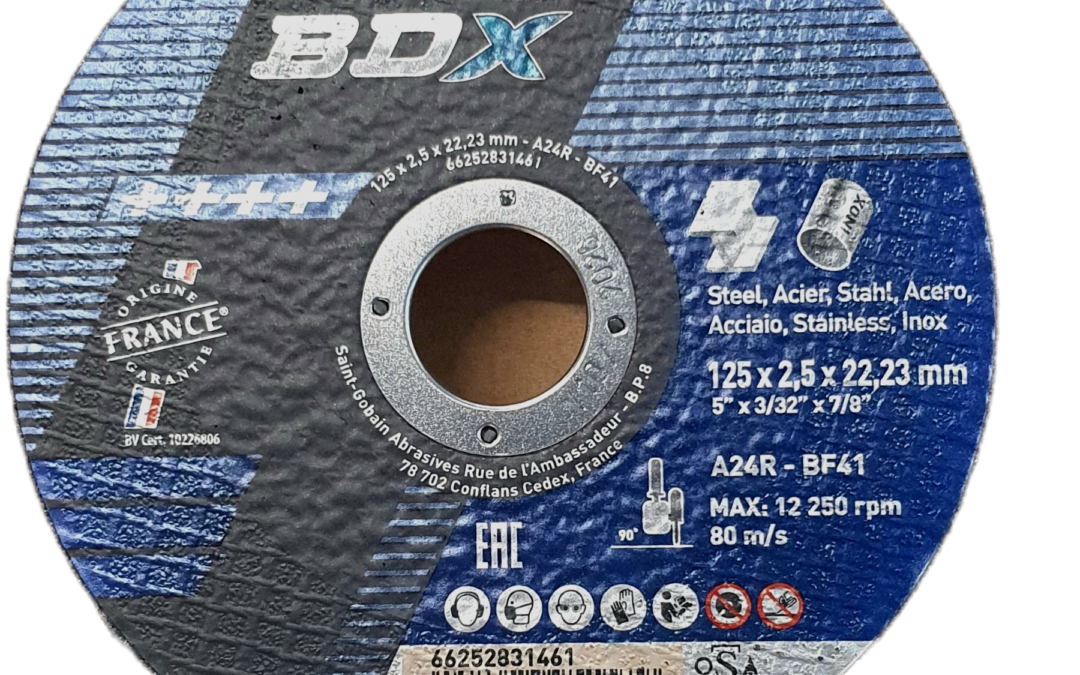 BDX
125 x 2,5 x 22,23 mm - A24R - BF41
66252831461
++++
INOX
ORIGINE
FRANCE®
GARANTIE
BV Cert. 10226806
Steel, Acier, Stahl, Acero,
Acciaio, Stainless, Inox
125 x 2,5 x 22,23 mm
5” x 3/32” x 7/8”
Saint-Gobain Abrasives Rue de l'Ambassadeur - B.P.8
78 702 Conflans Cedex, France
A24R - BF41
MAX: 12 250 rpm
80 m/s
90°
EAC
66252831461
oSA